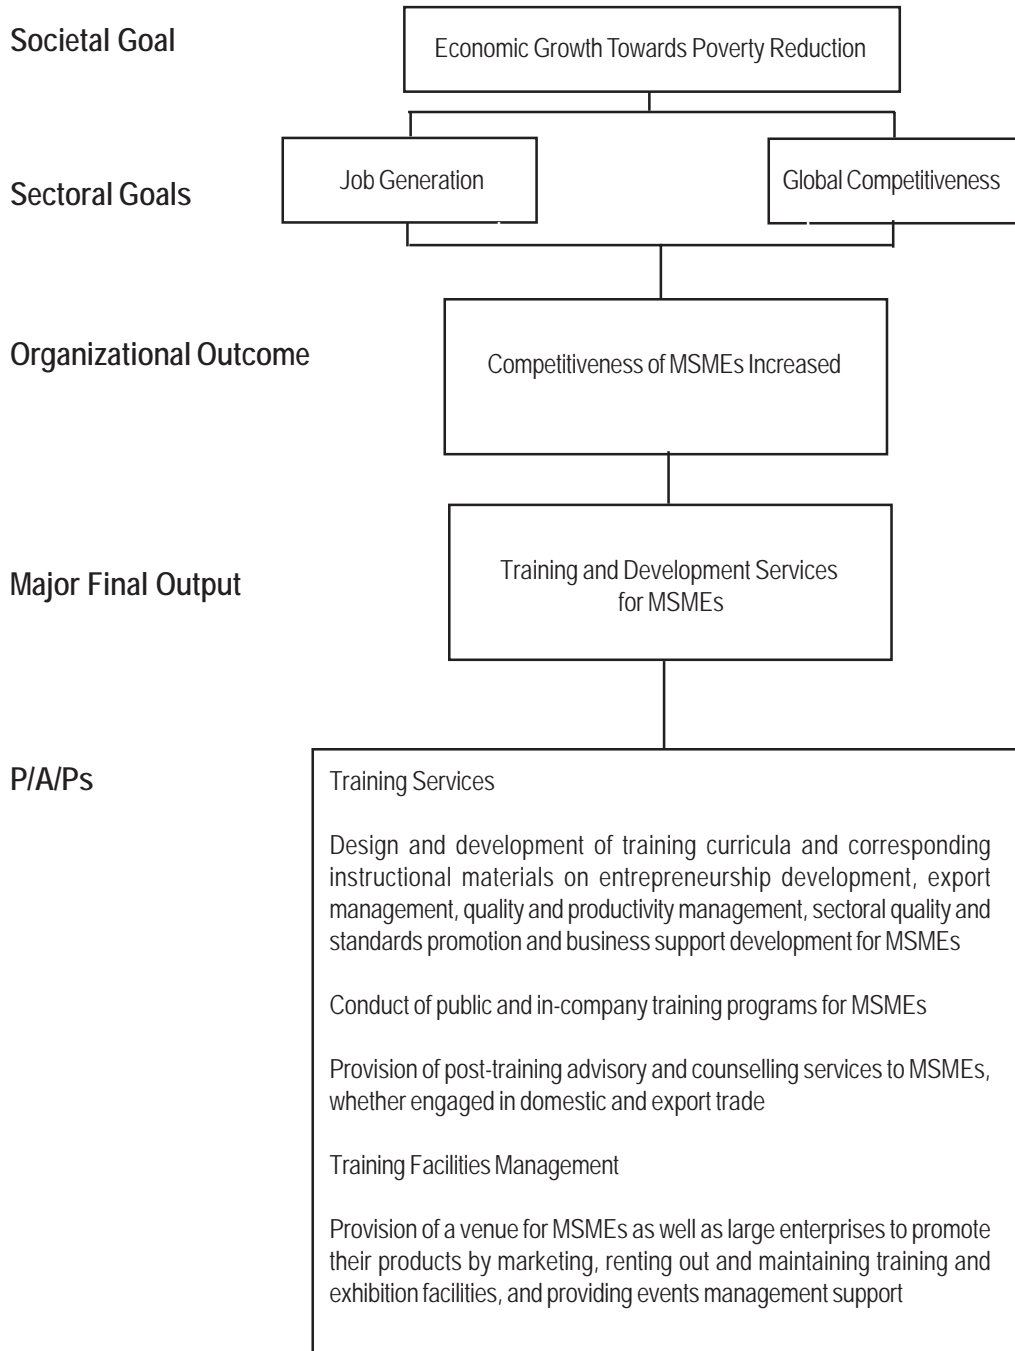 Societal Goal
Economic Growth Towards Poverty Reduction
Sectoral Goals
Job Generation
Global Competitiveness
Organizational Outcome
Competitiveness of MSMEs Increased
Major Final Output
Training and Development Services
for MSMEs
P/A/Ps
Training Services
Design and development of training curricula and corresponding
instructional materials on entrepreneurship development, export
management, quality and productivity management, sectoral quality and
standards promotion and business support development for MSMEs
Conduct of public and in-company training programs for MSMEs
Provision of post-training advisory and counselling services to MSMEs,
whether engaged in domestic and export trade
Training Facilities Management
Provision of a venue for MSMEs as well as large enterprises to promote
their products by marketing, renting out and maintaining training and
exhibition facilities, and providing events management support